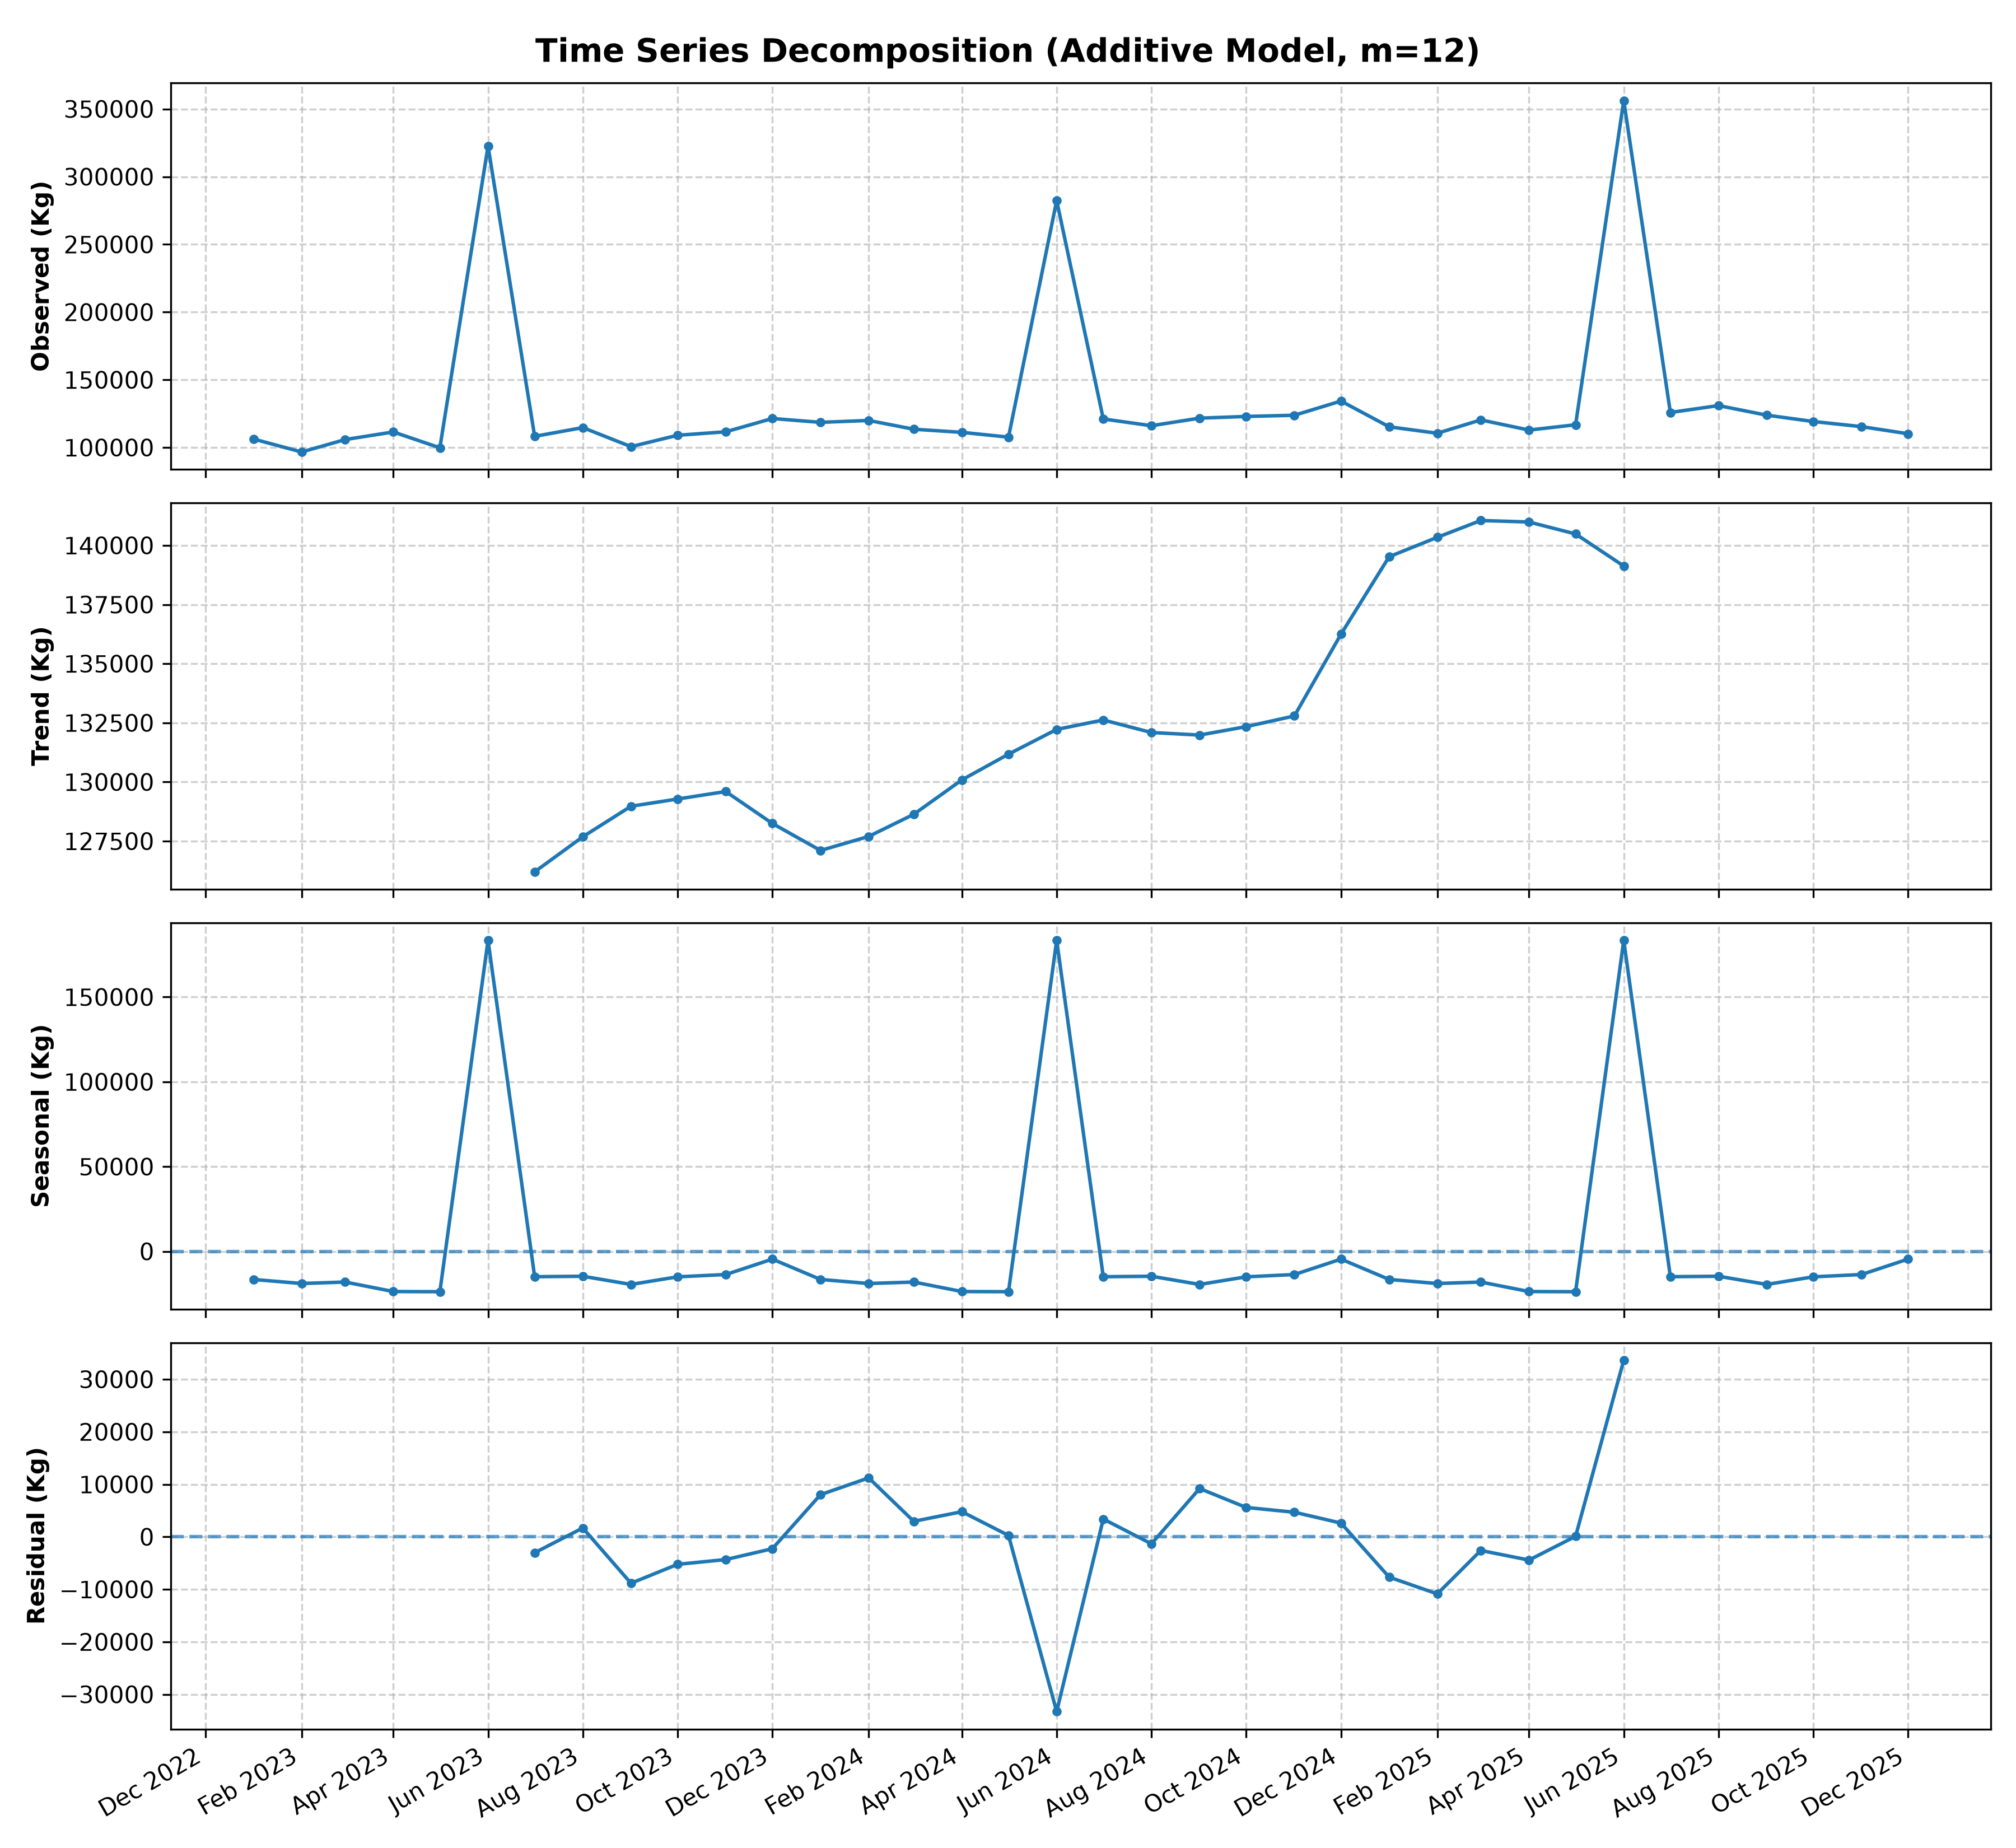 Time Series Decomposition (Additive Model, m=12)
Observed (Kg)
350000
300000
250000
200000
150000
100000
Trend (Kg)
140000
137500
135000
132500
130000
127500
Seasonal (Kg)
150000
100000
50000
0
Residual (Kg)
30000
20000
10000
0
−10000
−20000
−30000
Dec 2022
Feb 2023
Apr 2023
Jun 2023
Aug 2023
Oct 2023
Dec 2023
Feb 2024
Apr 2024
Jun 2024
Aug 2024
Oct 2024
Dec 2024
Feb 2025
Apr 2025
Jun 2025
Aug 2025
Oct 2025
Dec 2025